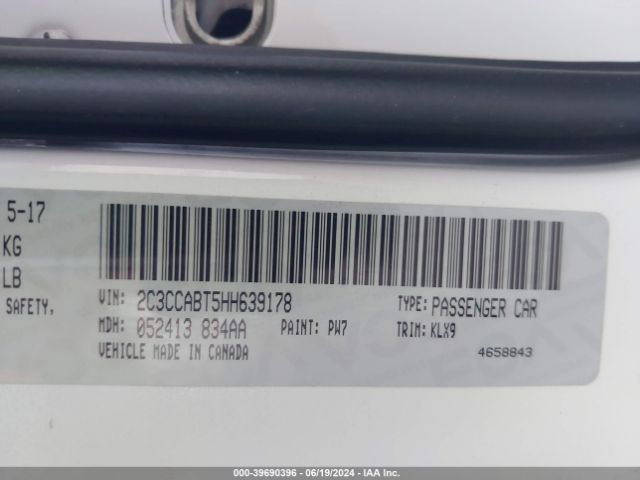 5-17
KG
LB
SAFETY,
VIN: 2C3CCABT5HH639178
TYPE: PASSENGER CAR
MDH: 052413 834AA
PAINT: PW7
TRIM: KLX9
VEHICLE MADE IN CANADA
4658843
000-39690396 - 06/19/2024 - IAA Inc.